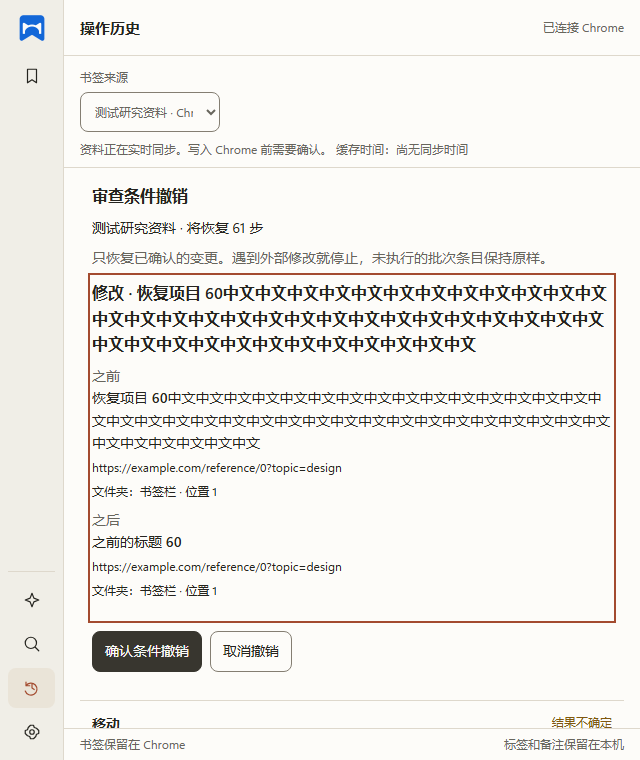 操作历史
已连接 Chrome
书签来源
测试研究资料 · Chr
资料正在实时同步。写入 Chrome 前需要确认。 缓存时间：尚无同步时间
审查条件撤销
测试研究资料 · 将恢复 61 步
只恢复已确认的变更。遇到外部修改就停止，未执行的批次条目保持原样。
修改 · 恢复项目 60中文中文中文中文中文中文中文中文中文中文中文中文
中文中文中文中文中文中文中文中文中文中文中文中文中文中文中文中文
中文中文中文中文中文中文中文中文中文中文中文中文
之前
恢复项目 60中文中文中文中文中文中文中文中文中文中文中文中文中文中文中文中
文中文中文中文中文中文中文中文中文中文中文中文中文中文中文中文中文中文中文
中文中文中文中文中文中文
https://example.com/reference/0?topic=design
文件夹：书签栏 · 位置 1
之后
之前的标题 60
https://example.com/reference/0?topic=design
文件夹：书签栏 · 位置 1
确认条件撤销
取消撤销
移动
结果不确定
书签保留在 Chrome
标签和备注保留在本机